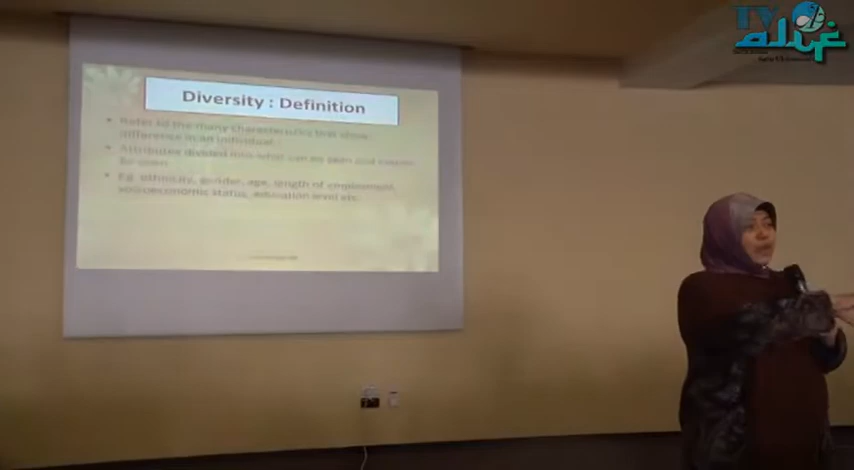 TV
Diversity : Definition
• Refer to the many characteristics that show
difference in an individual
• Attributes divided into what can be seen and
be seen
• Eg. ethnicity, gender, age, length of employment,
socioeconomic status, education level etc.